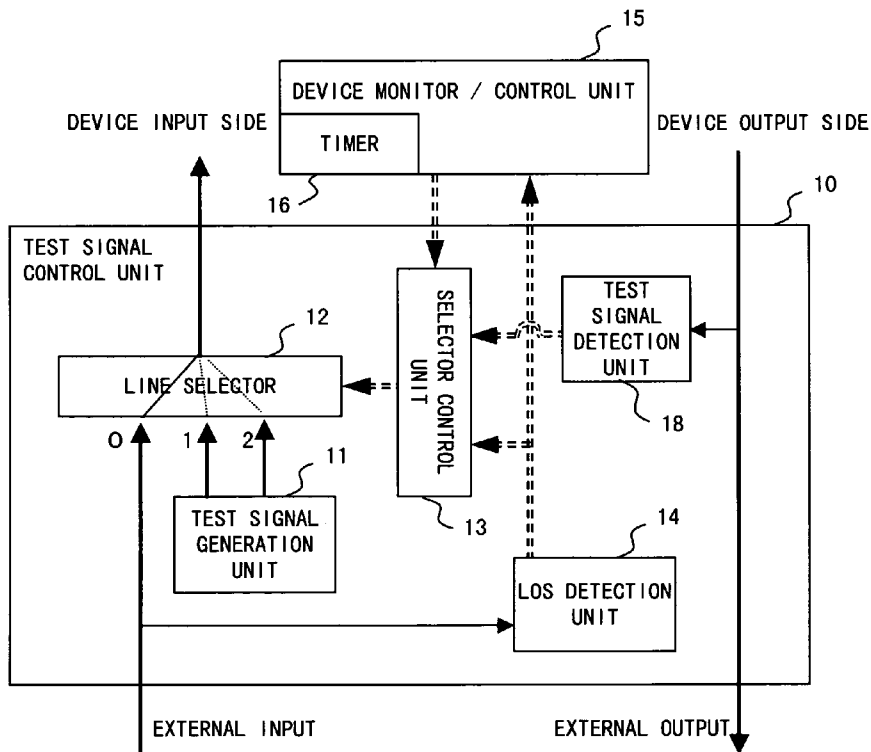 15
DEVICE MONITOR / CONTROL UNIT
DEVICE INPUT SIDE
DEVICE OUTPUT SIDE
TIMER
16
10
TEST SIGNAL
CONTROL UNIT
SELECTOR CONTROL
UNIT
TEST
SIGNAL
DETECTION
UNIT
12
LINE SELECTOR
18
0
1
2
11
13
TEST SIGNAL
GENERATION
UNIT
14
LOS DETECTION
UNIT
EXTERNAL INPUT
EXTERNAL OUTPUT